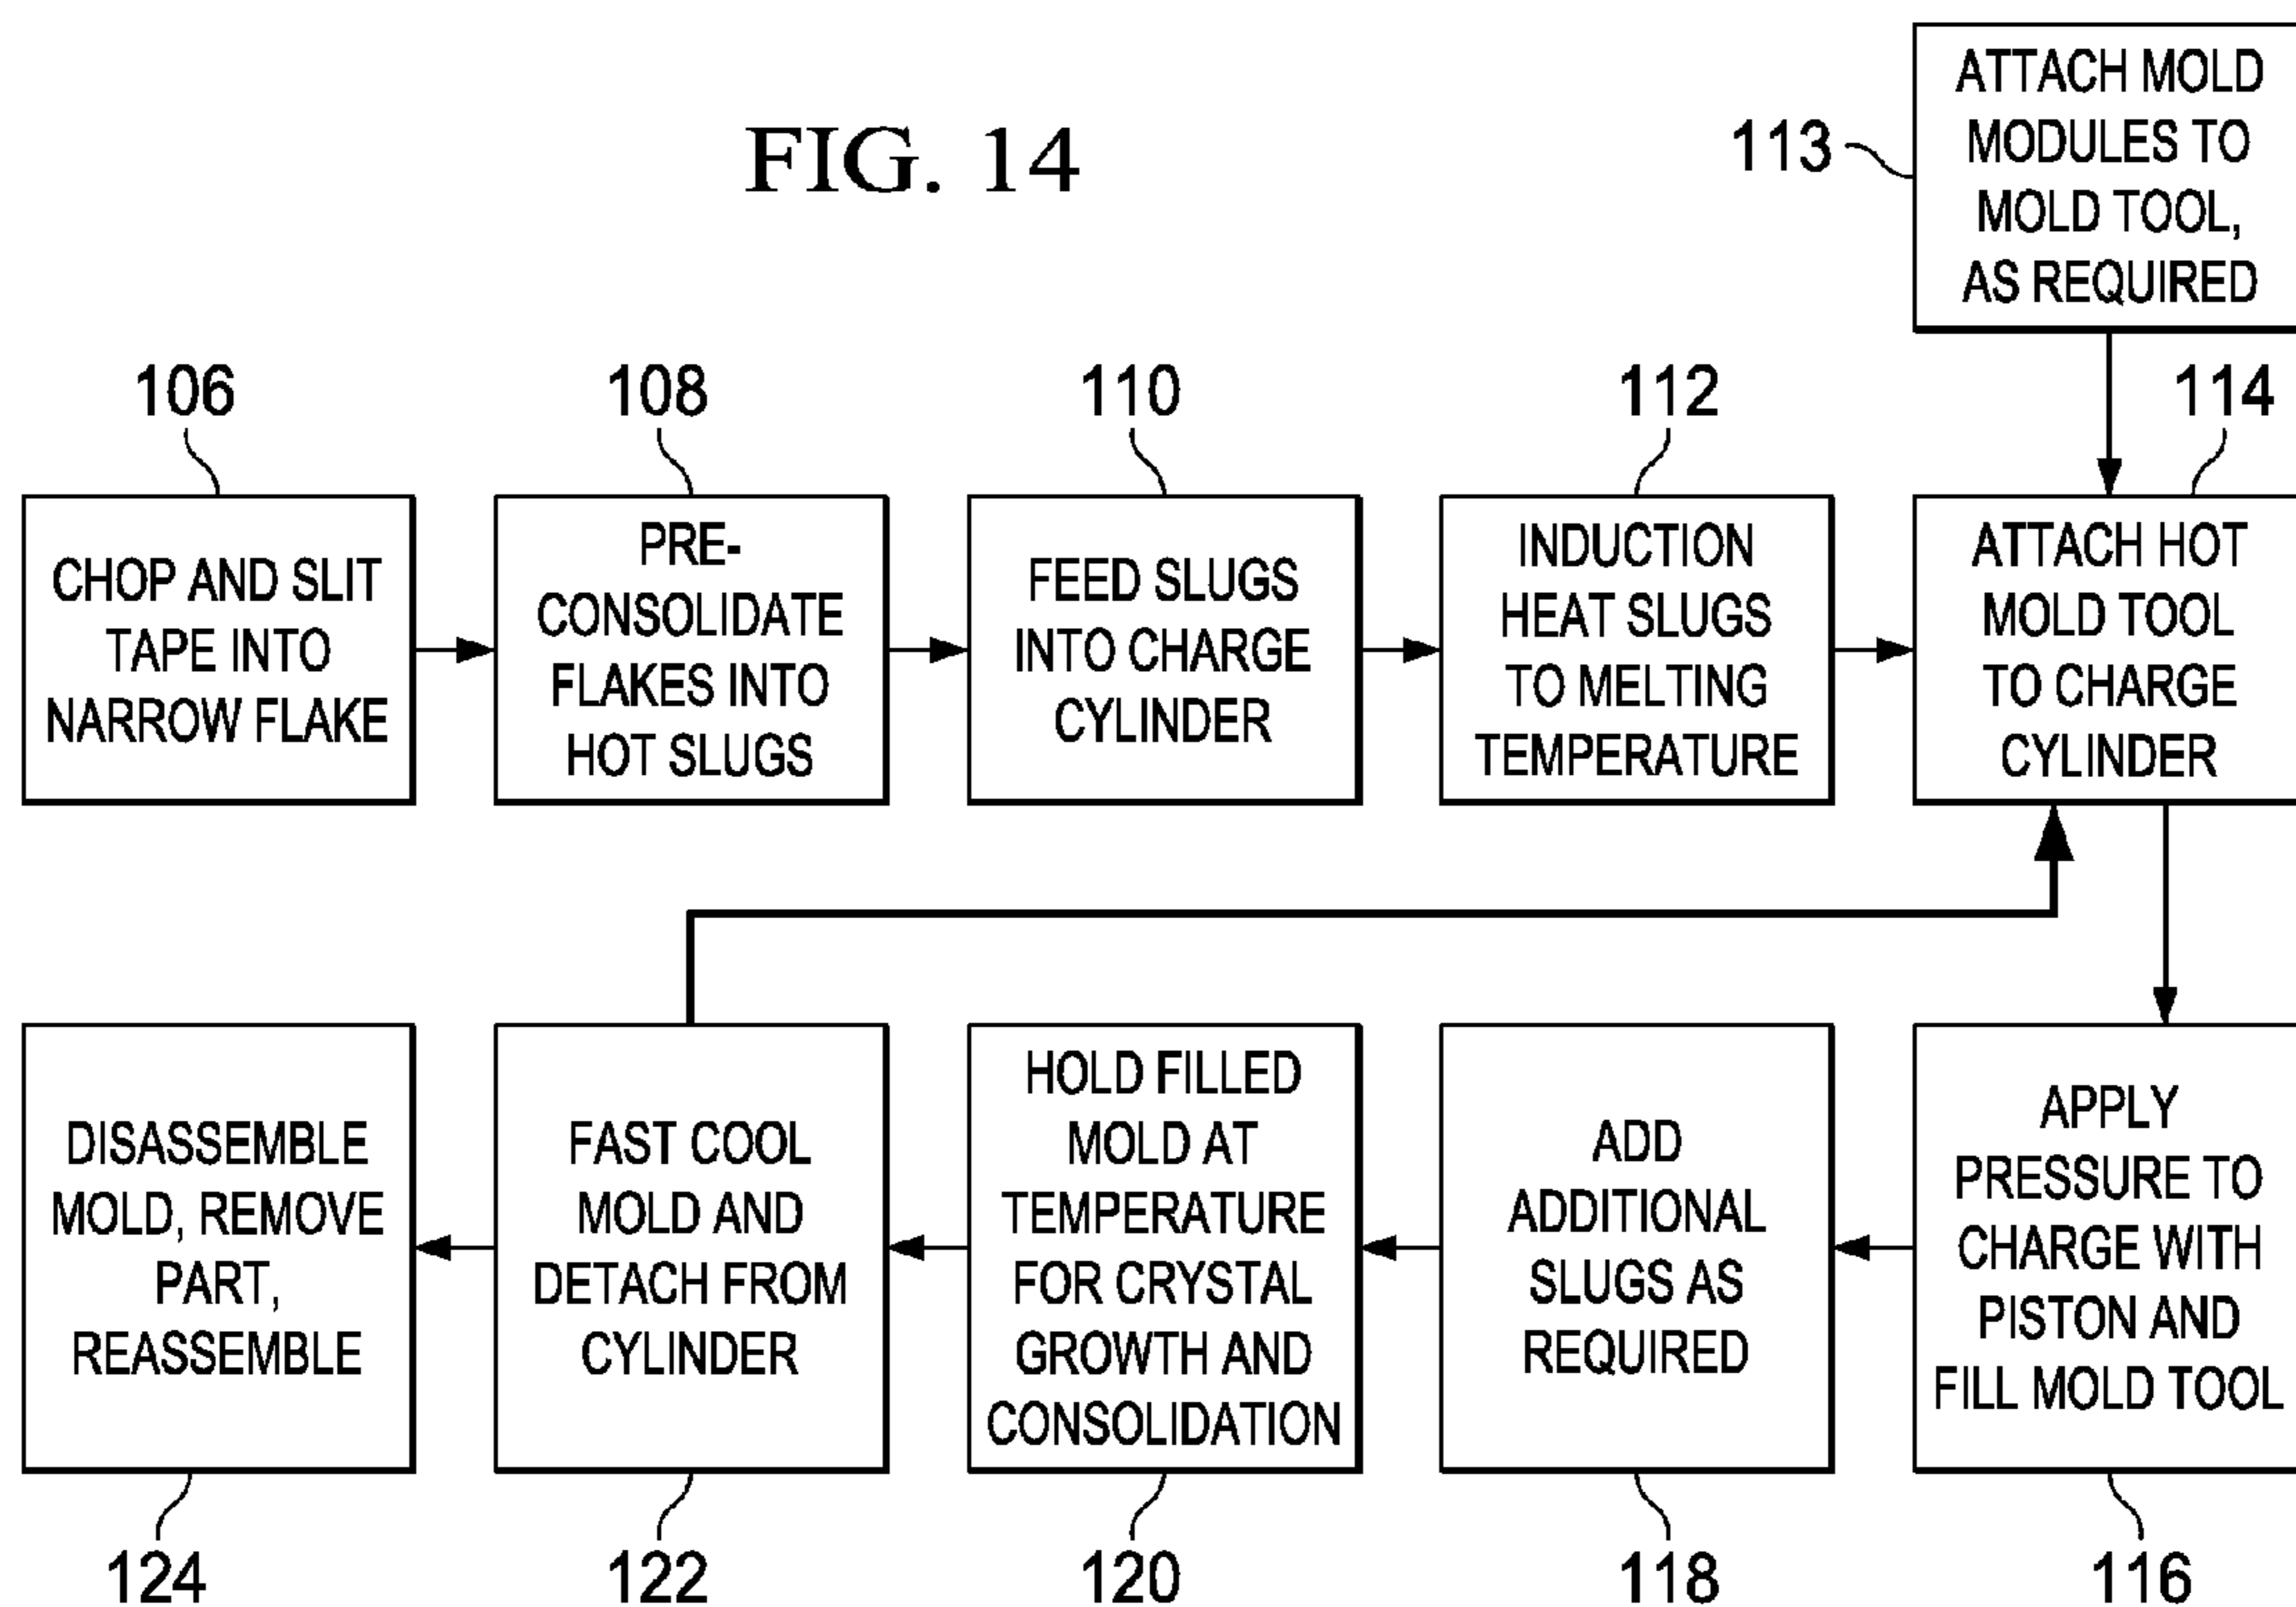 FIG. 14
113
ATTACH MOLD
MODULES TO
MOLD TOOL,
AS REQUIRED
106
CHOP AND SLIT
TAPE INTO
NARROW FLAKE
108
PRE-
CONSOLIDATE
FLAKES INTO
HOT SLUGS
110
FEED SLUGS
INTO CHARGE
CYLINDER
112
INDUCTION
HEAT SLUGS
TO MELTING
TEMPERATURE
114
ATTACH HOT
MOLD TOOL
TO CHARGE
CYLINDER
APPLY
PRESSURE TO
CHARGE WITH
PISTON AND
FILL MOLD TOOL
116
ADD
ADDITIONAL
SLUGS AS
REQUIRED
118
HOLD FILLED
MOLD AT
TEMPERATURE
FOR CRYSTAL
GROWTH AND
CONSOLIDATION
120
FAST COOL
MOLD AND
DETACH FROM
CYLINDER
122
DISASSEMBLE
MOLD, REMOVE
PART,
REASSEMBLE
124